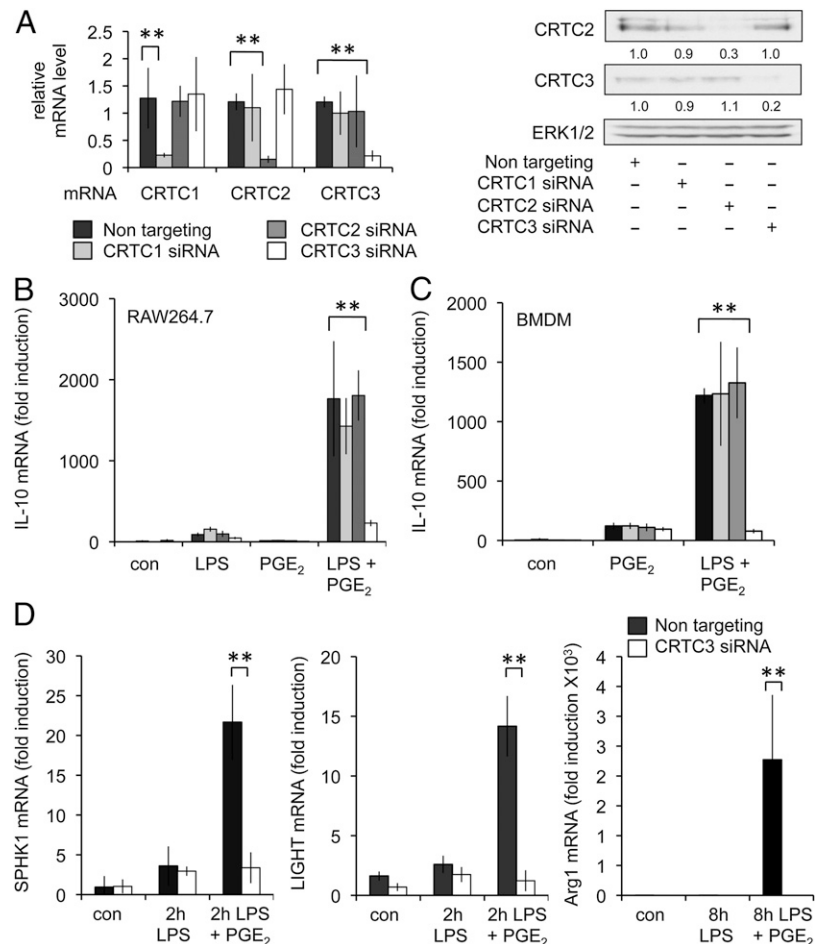 A
relative
mRNA level
2.5
2
1.5
1
0.5
0
**
**
**
mRNA CRTC1 CRTC2 CRTC3
Non targeting
CRTC1 siRNA
CRTC2 siRNA
CRTC3 siRNA
CRTC2
1.0 0.9 0.3 1.0
CRTC3
1.0 0.9 1.1 0.2
ERK1/2
Non targeting + – – –
CRTC1 siRNA – + – –
CRTC2 siRNA – – + –
CRTC3 siRNA – – – +
B
IL-10 mRNA (fold induction)
3000
2000
1000
0
RAW264.7
**
con LPS PGE₂ LPS +
PGE₂
C
IL-10 mRNA (fold induction)
2000
1500
1000
500
0
BMDM
**
con PGE₂ LPS +
PGE₂
D
SPHK1 mRNA (fold induction)
30
25
20
15
10
5
0
**
con 2h 2h LPS
LPS + PGE₂
LIGHT mRNA (fold induction)
20
15
10
5
0
**
con 2h 2h LPS
LPS + PGE₂
Non targeting
CRTC3 siRNA
Arg1 mRNA (fold induction X10³)
4
4
3
3
2
2
1
1
0
**
con 8h 8h LPS
LPS + PGE₂